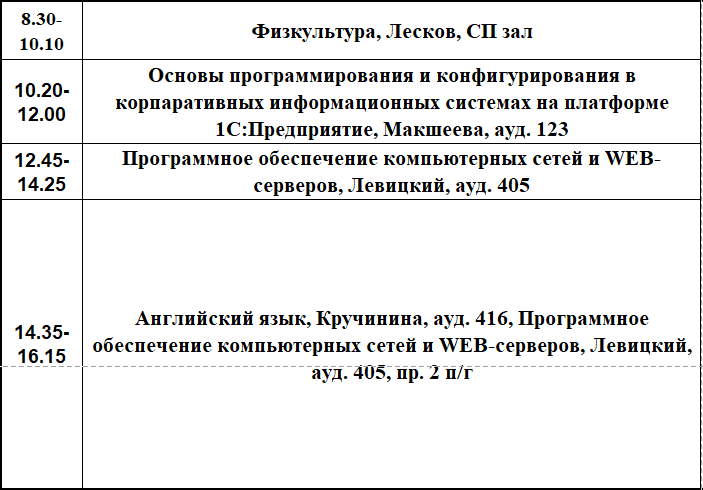 8.30-
10.10
Физкультура, Лесков, СП зал
10.20-
12.00
Основы программирования и конфигурирования в
корпаративных информационных системах на платформе
1С:Предприятие, Макшеева, ауд. 123
12.45-
14.25
Программное обеспечение компьютерных сетей и WEB-
серверов, Левицкий, ауд. 405
14.35-
16.15
Английский язык, Кручинина, ауд. 416, Программное
обеспечение компьютерных сетей и WEB-серверов, Левицкий,
ауд. 405, пр. 2 п/г